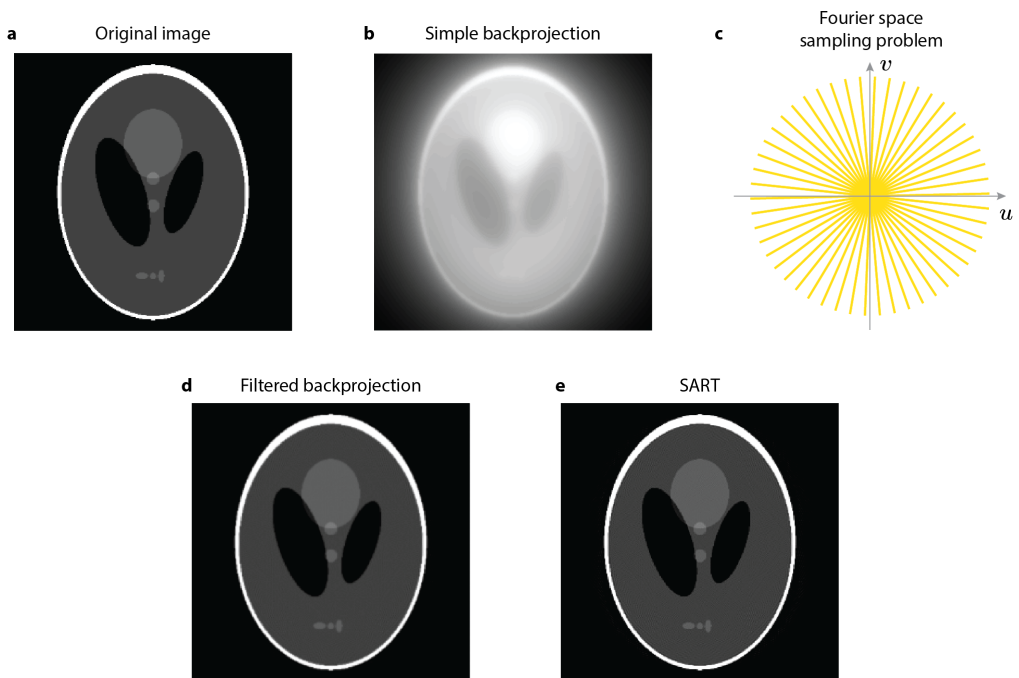 a Original image
b Simple backprojection
c Fourier space
sampling problem
v
u
d Filtered backprojection
e SART